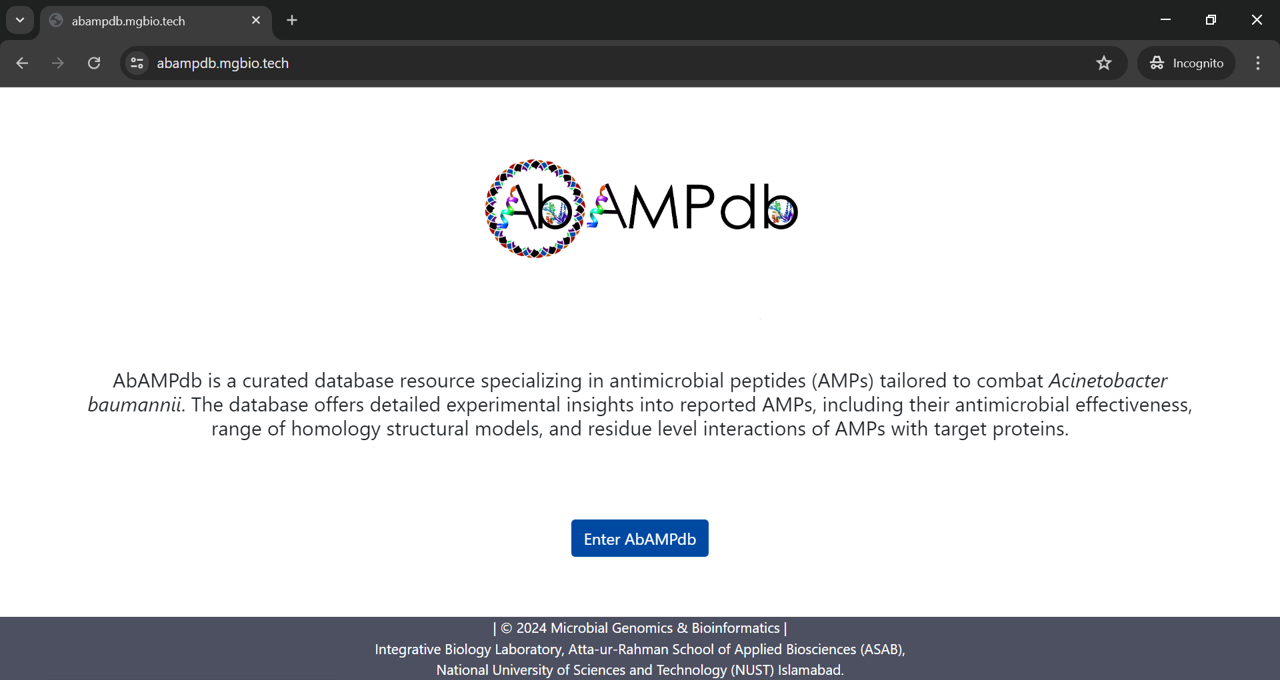 abampdb.mgbio.tech
abampdb.mgbio.tech
Incognito
Ab AMPdb
AbAMPdb is a curated database resource specializing in antimicrobial peptides (AMPs) tailored to combat Acinetobacter
baumannii. The database offers detailed experimental insights into reported AMPs, including their antimicrobial effectiveness,
range of homology structural models, and residue level interactions of AMPs with target proteins.
Enter AbAMPdb
| © 2024 Microbial Genomics & Bioinformatics |
Integrative Biology Laboratory, Atta-ur-Rahman School of Applied Biosciences (ASAB),
National University of Sciences and Technology (NUST) Islamabad.